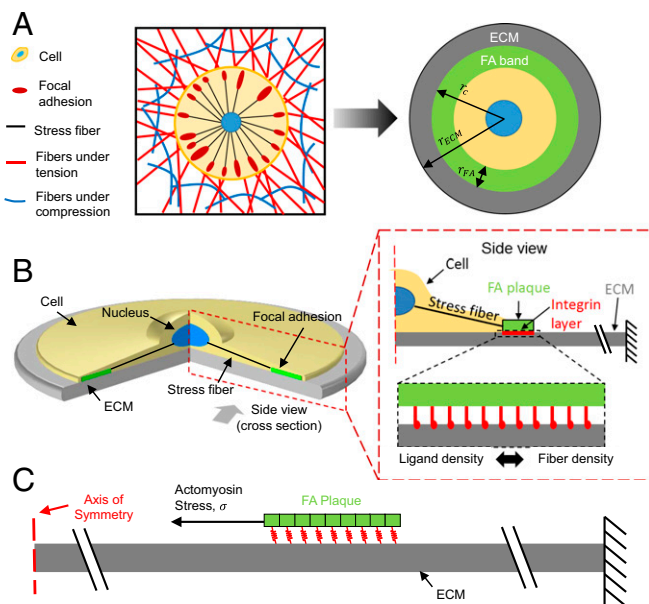 A
Cell
Focal
adhesion
Stress fiber
Fibers under
tension
Fibers under
compression
ECM
FA band
r_c
r_ECM
r_FA
B
Cell
Nucleus
Focal adhesion
Stress fiber
ECM
Side view
(cross section)
Side view
Cell
FA plaque
ECM
Stress fiber
Integrin
layer
Ligand density
Fiber density
C
Axis of
Symmetry
Actomyosin
Stress, σ
FA Plaque
ECM